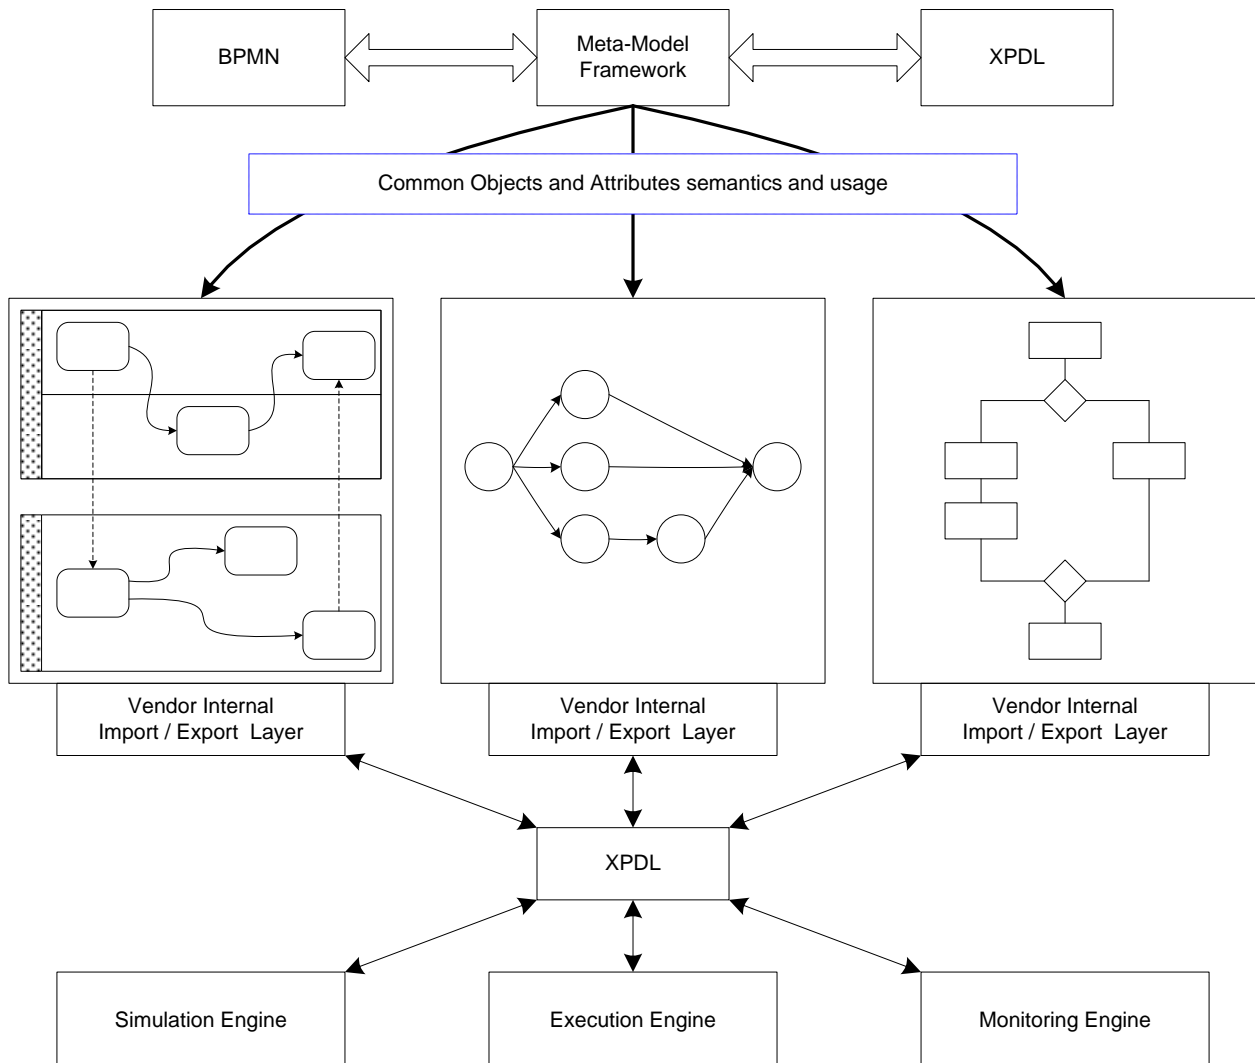 BPMN
Meta-Model
Framework
XPDL
Common Objects and Attributes semantics and usage
Vendor Internal
Import / Export  Layer
Vendor Internal
Import / Export  Layer
Vendor Internal
Import / Export  Layer
XPDL
Simulation Engine
Execution Engine
Monitoring Engine